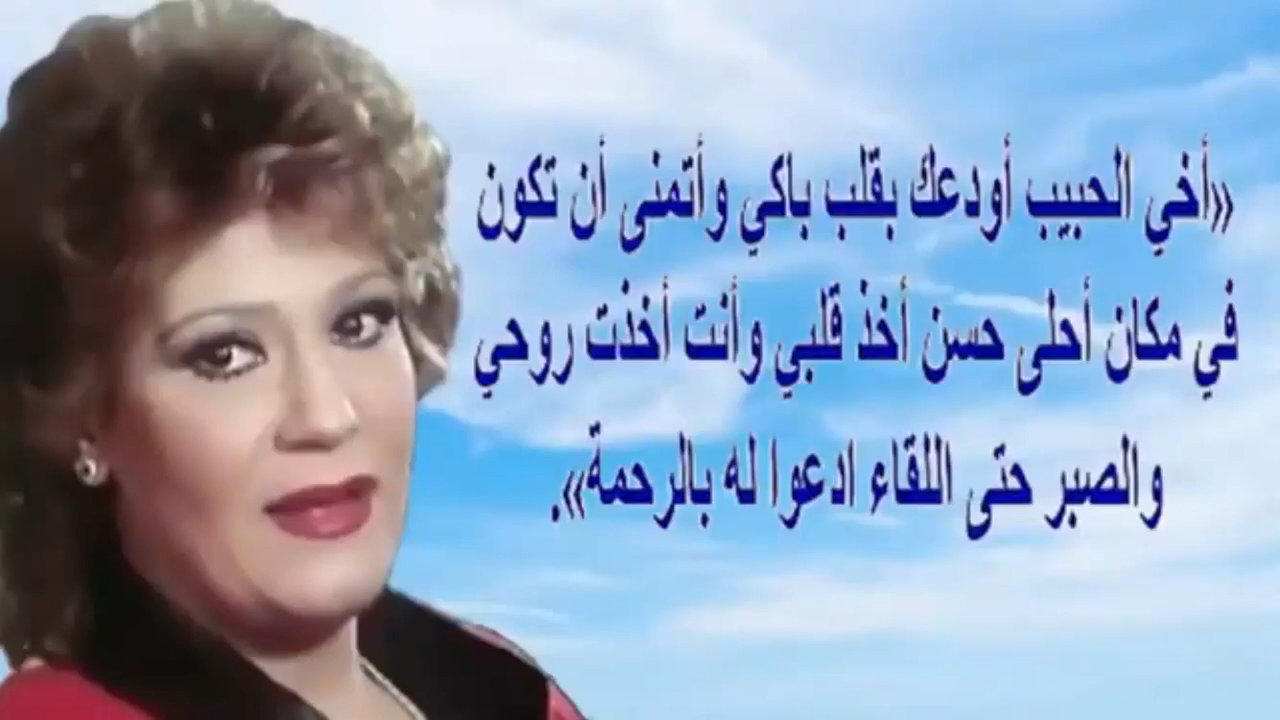 «أخي الحبيب أودعك بقلب باكي وأتمنى أن تكون
في مكان أحلى حسن أخذ قلبي وأنت أخذت روحي
والصبر حتى اللقاء ادعوا له بالرحمة».